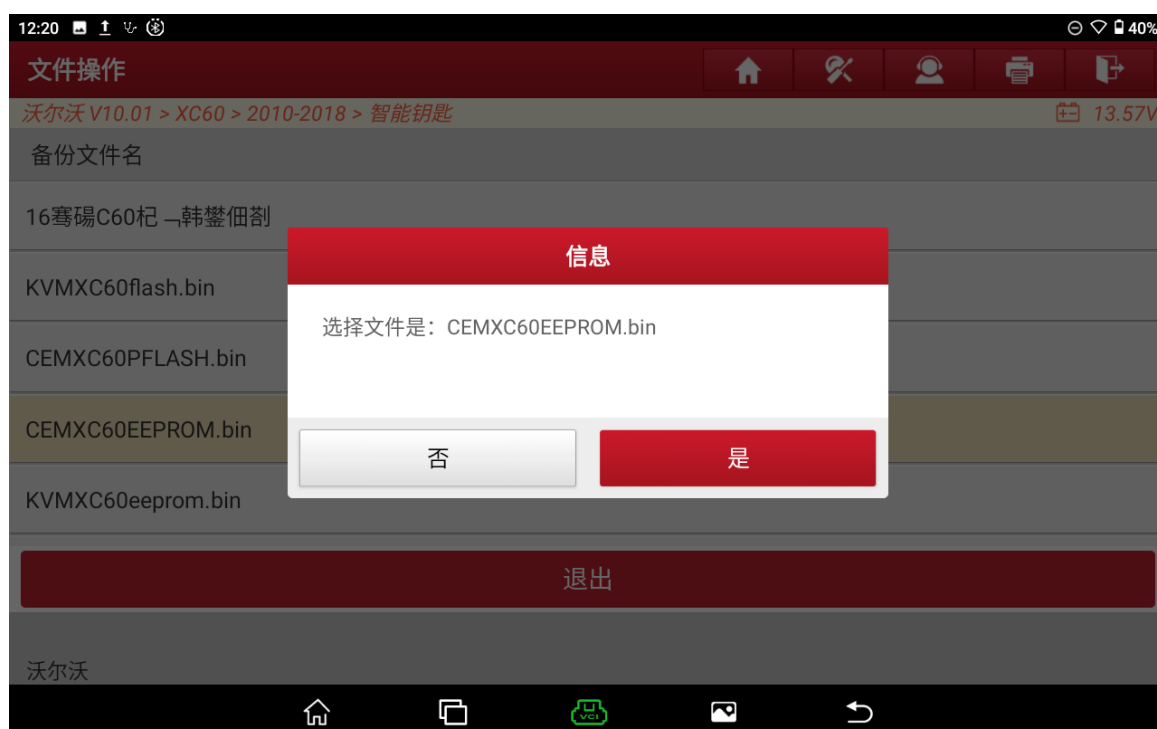 12:20
40%
文件操作
沃尔沃 V10.01 > XC60 > 2010-2018 > 智能钥匙
13.57V
备份文件名
16骞碭C60杞﹁韩鐢佃剳
KVMXC60flash.bin
CEMXC60PFLASH.bin
CEMXC60EEPROM.bin
KVMXC60eeprom.bin
信息
选择文件是：CEMXC60EEPROM.bin
否
是
退出
沃尔沃
VCI